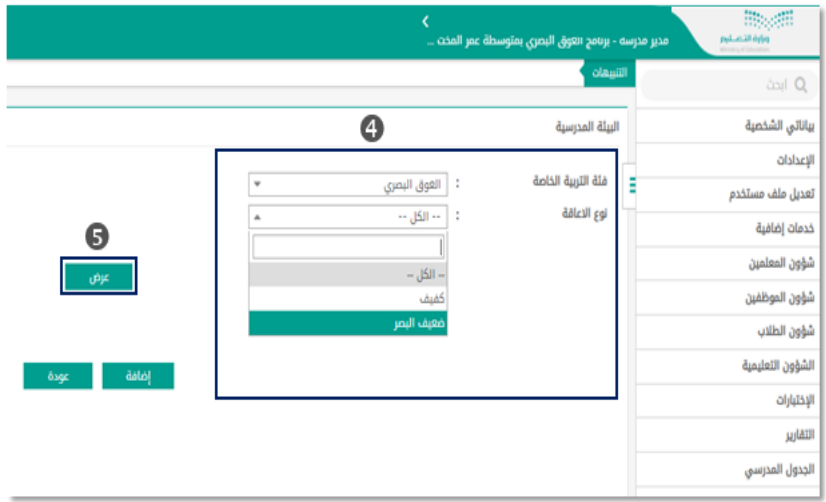 وزارة التعليم
Ministry of Education
مدير مدرسه - برنامج العوق البصري بمتوسطة عمر المخت ...
ابحث
بياناتي الشخصية
الإعدادات
تعديل ملف مستخدم
خدمات إضافية
شؤون المعلمين
شؤون الموظفين
شؤون الطلاب
الشؤون التعليمية
الإختبارات
التقارير
الجدول المدرسي
التنبيهات
البيئة المدرسية
4
فئة التربية الخاصة : العوق البصري
نوع الاعاقة : -- الكل --
-- الكل --
كفيف
ضعيف البصر
5
عرض
إضافة
عودة